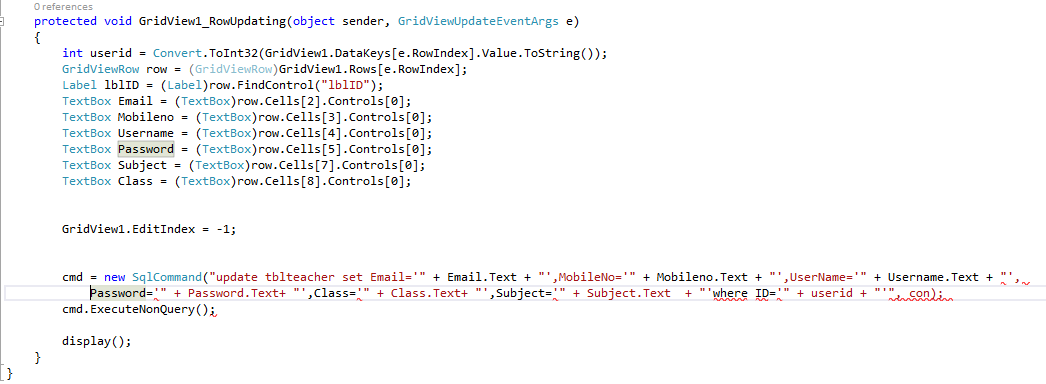 0 references
protected void GridView1_RowUpdating(object sender, GridViewUpdateEventArgs e)
{
int userid = Convert.ToInt32(GridView1.DataKeys[e.RowIndex].Value.ToString());
GridViewRow row = (GridViewRow)GridView1.Rows[e.RowIndex];
Label lblID = (Label)row.FindControl("lblID");
TextBox Email = (TextBox)row.Cells[2].Controls[0];
TextBox Mobileno = (TextBox)row.Cells[3].Controls[0];
TextBox Username = (TextBox)row.Cells[4].Controls[0];
TextBox Password = (TextBox)row.Cells[5].Controls[0];
TextBox Subject = (TextBox)row.Cells[7].Controls[0];
TextBox Class = (TextBox)row.Cells[8].Controls[0];
GridView1.EditIndex = -1;
cmd = new SqlCommand("update tblteacher set Email='" + Email.Text + "',MobileNo='" + Mobileno.Text + "',UserName='" + Username.Text + "',
Password='" + Password.Text+ "',Class='" + Class.Text+ "',Subject='" + Subject.Text  + "'where ID='" + userid + "'", con);
cmd.ExecuteNonQuery();
display();
}
}